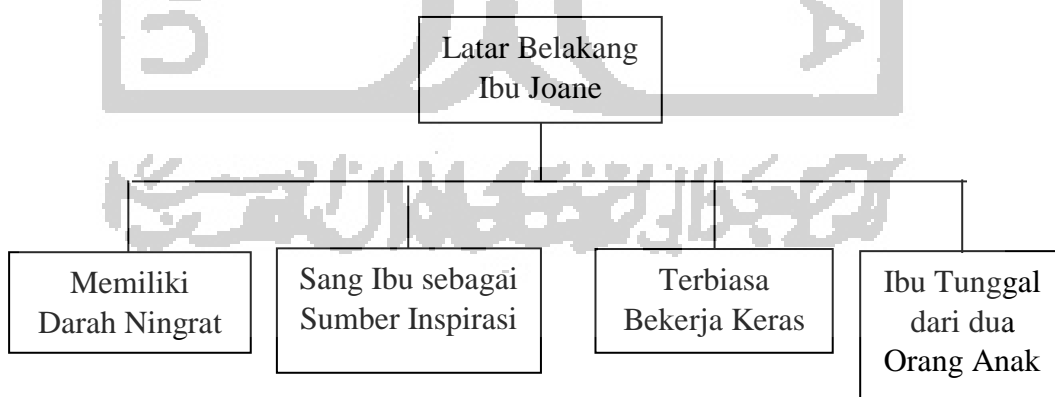 Latar Belakang
Ibu Joane
Memiliki
Darah Ningrat
Sang Ibu sebagai
Sumber Inspirasi
Terbiasa
Bekerja Keras
Ibu Tunggal
dari dua
Orang Anak